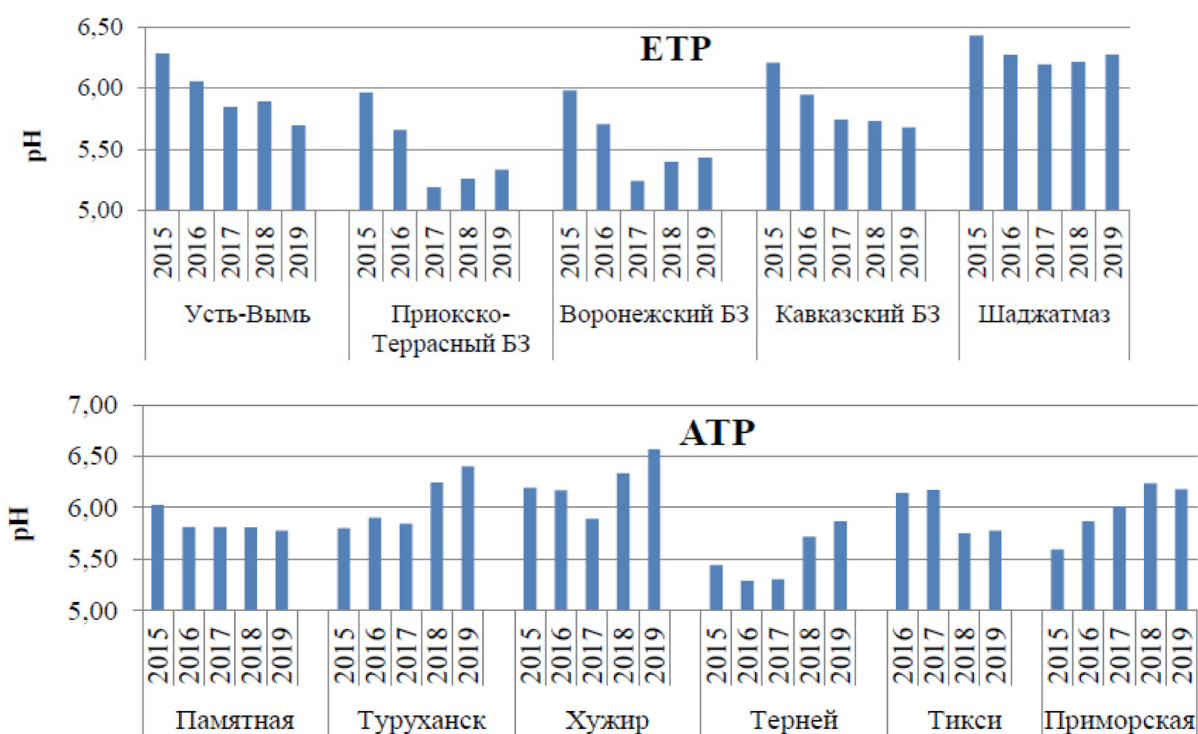 ЕТР
pH
6,50
6,00
5,50
5,00
2015 2016 2017 2018 2019 2015 2016 2017 2018 2019 2015 2016 2017 2018 2019 2015 2016 2017 2018 2019 2015 2016 2017 2018 2019
Усть-Вымь Приокско- Воронежский БЗ Кавказский БЗ Шаджатмаз
Террасный БЗ
АТР
pH
7,00
6,50
6,00
5,50
5,00
2015 2016 2017 2018 2019 2015 2016 2017 2018 2019 2015 2016 2017 2018 2019 2015 2016 2017 2018 2019 2016 2017 2018 2019 2015 2016 2017 2018 2019
Памятная Туруханск Хужир Терней Тикси Приморская